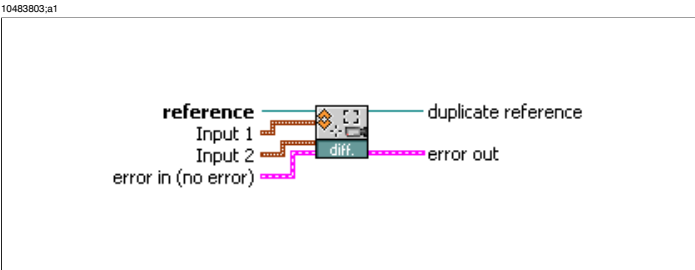 10483803;a1
reference
duplicate reference
Input 1
Input 2
diff.
error out
error in (no error)